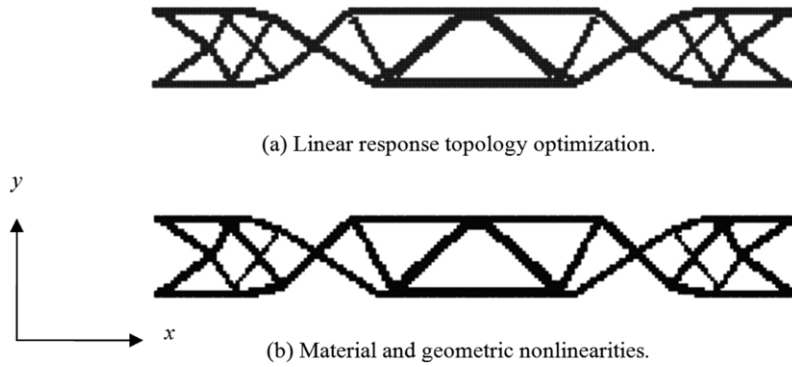 (a) Linear response topology optimization.
y
x
(b) Material and geometric nonlinearities.